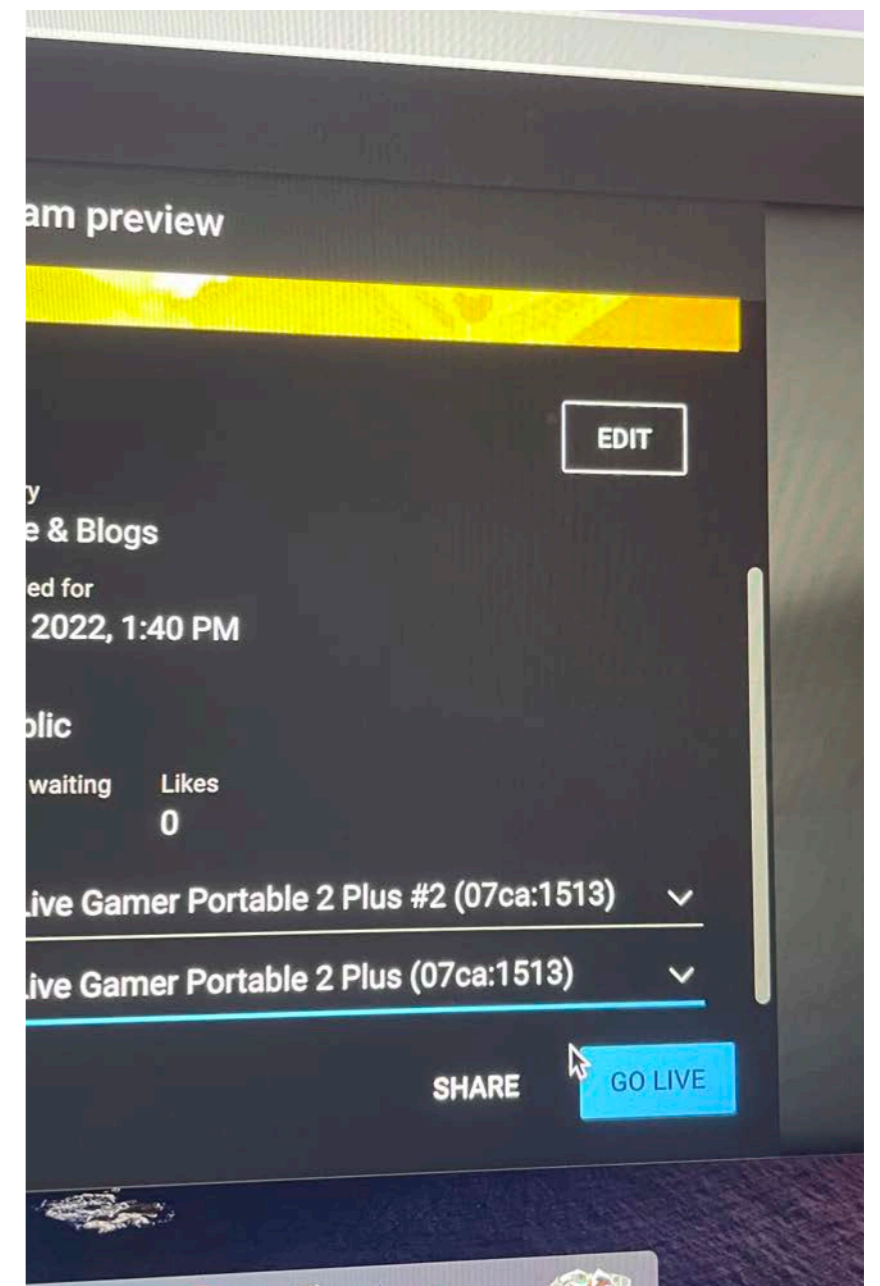 am preview
EDIT
y
e & Blogs
ed for
2022, 1:40 PM
blic
waiting Likes
0
Live Gamer Portable 2 Plus #2 (07ca:1513)
Live Gamer Portable 2 Plus (07ca:1513)
SHARE GO LIVE